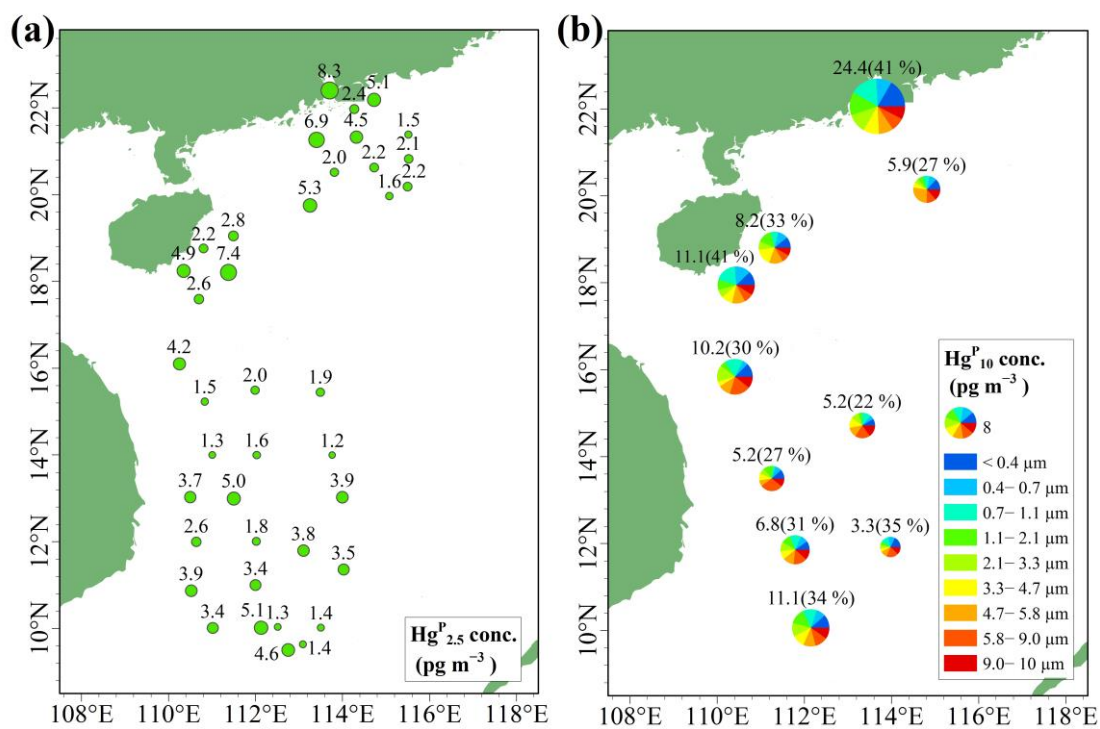 (a)
8.3
5.1
2.4
6.9
4.5
1.5
2.1
2.0
2.2
2.2
1.6
5.3
2.8
2.2
4.9
7.4
2.6
4.2
2.0
1.9
1.5
1.3
1.6
1.2
3.7
5.0
3.9
2.6
1.8
3.8
3.5
3.9
3.4
3.4
5.1
1.3
1.4
4.6
1.4
Hg^P_2.5 conc.
(pg m⁻³)
22°N
20°N
18°N
16°N
14°N
12°N
10°N
108°E
110°E
112°E
114°E
116°E
118°E
(b)
24.4(41 %)
5.9(27 %)
8.2(33 %)
11.1(41 %)
10.2(30 %)
5.2(22 %)
5.2(27 %)
6.8(31 %)
3.3(35 %)
11.1(34 %)
Hg^P_10 conc.
(pg m⁻³)
8
< 0.4 μm
0.4− 0.7 μm
0.7− 1.1 μm
1.1− 2.1 μm
2.1− 3.3 μm
3.3− 4.7 μm
4.7− 5.8 μm
5.8− 9.0 μm
9.0− 10 μm
22°N
20°N
18°N
16°N
14°N
12°N
10°N
108°E
110°E
112°E
114°E
116°E
118°E